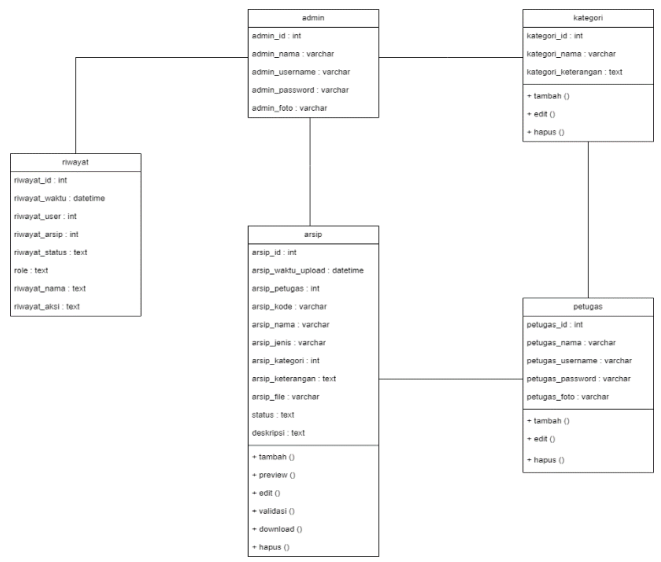 admin
admin_id : int
admin_nama : varchar
admin_username : varchar
admin_password : varchar
admin_foto : varchar
kategori
kategori_id : int
kategori_nama : varchar
kategori_keterangan : text
+ tambah ()
+ edit ()
+ hapus ()
riwayat
riwayat_id : int
riwayat_waktu : datetime
riwayat_user : int
riwayat_arsip : int
riwayat_status : text
role : text
riwayat_nama : text
riwayat_aksi : text
arsip
arsip_id : int
arsip_waktu_upload : datetime
arsip_petugas : int
arsip_kode : varchar
arsip_nama : varchar
arsip_jenis : varchar
arsip_kategori : int
arsip_keterangan : text
arsip_file : varchar
status : text
deskripsi : text
+ tambah ()
+ preview ()
+ edit ()
+ validasi ()
+ download ()
+ hapus ()
petugas
petugas_id : int
petugas_nama : varchar
petugas_username : varchar
petugas_password : varchar
petugas_foto : varchar
+ tambah ()
+ edit ()
+ hapus ()